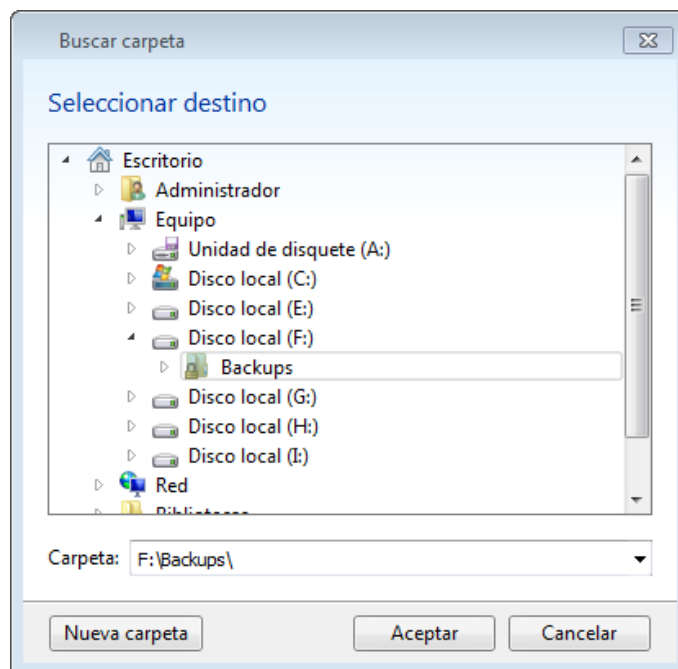 Buscar carpeta
Seleccionar destino
Escritorio
Administrador
Equipo
Unidad de disquete (A:)
Disco local (C:)
Disco local (E:)
Disco local (F:)
Backups
Disco local (G:)
Disco local (H:)
Disco local (I:)
Red
Bibliotecas
Carpeta: F:\Backups\
Nueva carpeta Aceptar Cancelar